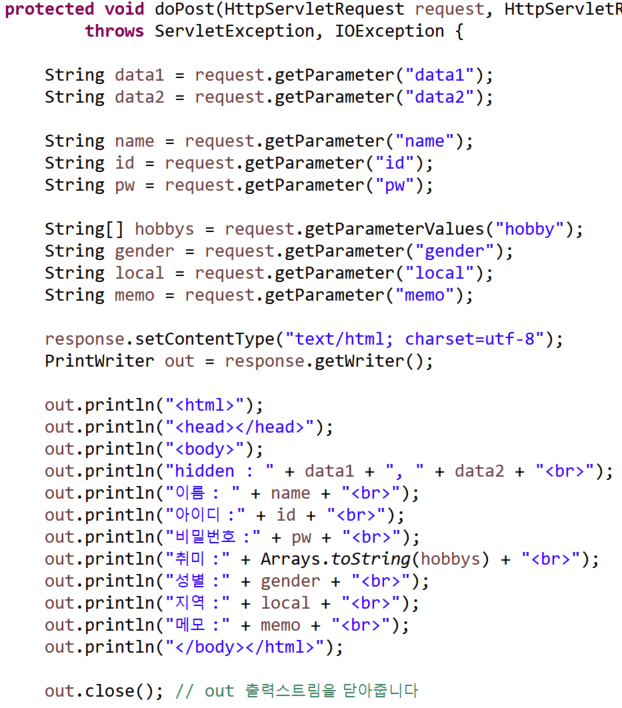 protected void doPost(HttpServletRequest request, HttpServletR
throws ServletException, IOException {
String data1 = request.getParameter("data1");
String data2 = request.getParameter("data2");
String name = request.getParameter("name");
String id = request.getParameter("id");
String pw = request.getParameter("pw");
String[] hobbys = request.getParameterValues("hobby");
String gender = request.getParameter("gender");
String local = request.getParameter("local");
String memo = request.getParameter("memo");
response.setContentType("text/html; charset=utf-8");
PrintWriter out = response.getWriter();
out.println("<html>");
out.println("<head></head>");
out.println("<body>");
out.println("hidden : " + data1 + ", " + data2 + "<br>");
out.println("이름 : " + name + "<br>");
out.println("아이디 :" + id + "<br>");
out.println("비밀번호 :" + pw + "<br>");
out.println("취미 :" + Arrays.toString(hobbys) + "<br>");
out.println("성별 :" + gender + "<br>");
out.println("지역 :" + local + "<br>");
out.println("메모 :" + memo + "<br>");
out.println("</body></html>");
out.close(); // out 출력스트림을 닫아줍니다